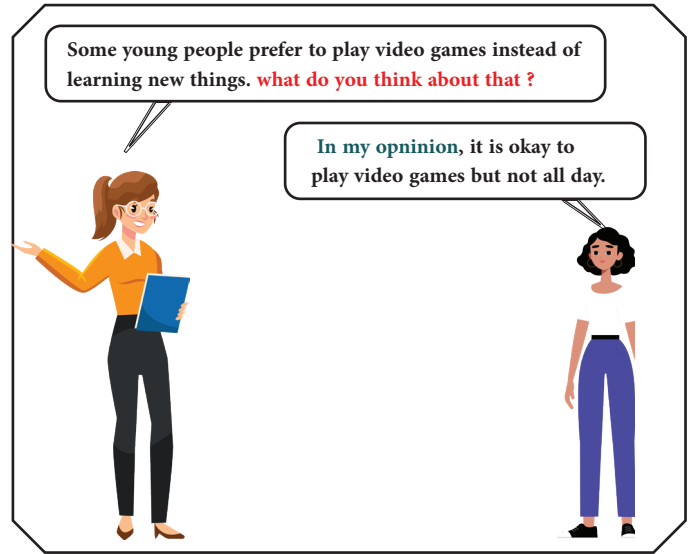 Some young people prefer to play video games instead of
learning new things. what do you think about that ?
In my opninion, it is okay to
play video games but not all day.